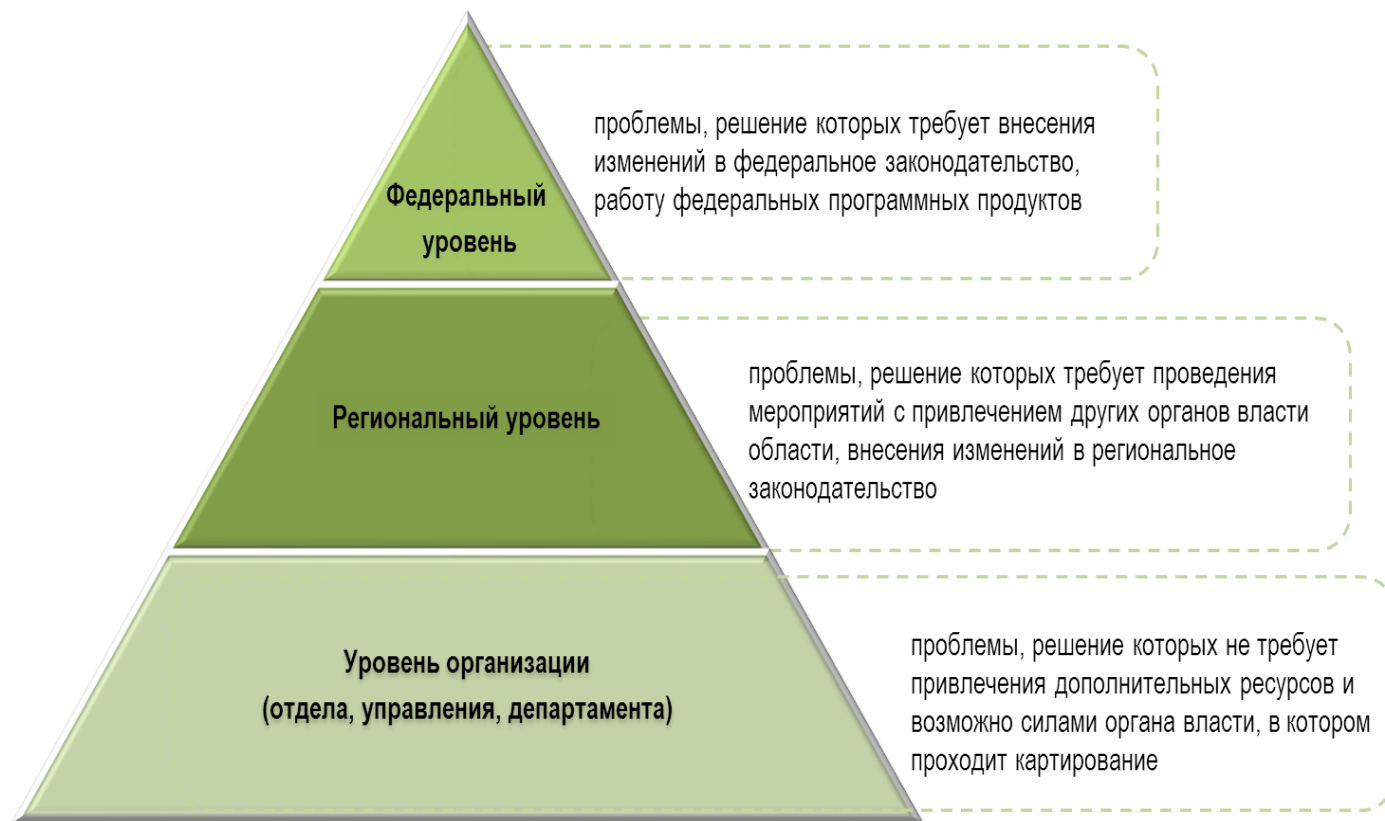 Федеральный
уровень
проблемы, решение которых требует внесения
изменений в федеральное законодательство,
работу федеральных программных продуктов
Региональный уровень
проблемы, решение которых требует проведения
мероприятий с привлечением других органов власти
области, внесения изменений в региональное
законодательство
Уровень организации
(отдела, управления, департамента)
проблемы, решение которых не требует
привлечения дополнительных ресурсов и
возможно силами органа власти, в котором
проходит картирование